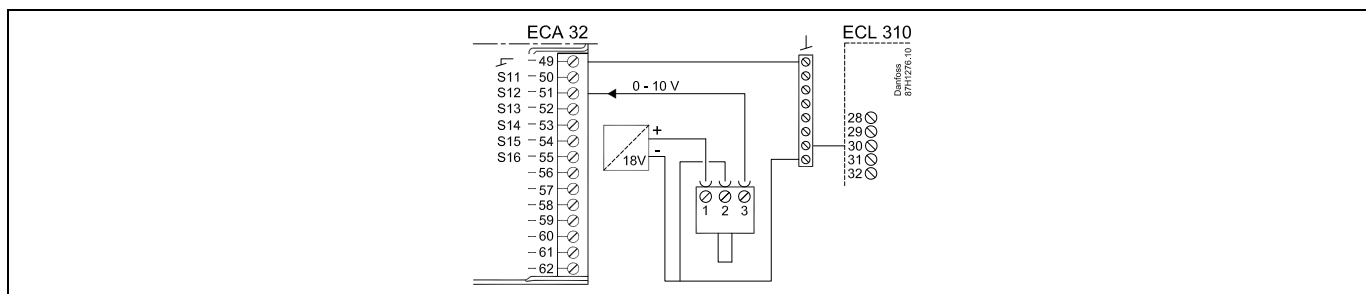 ECA 32
ECL 310
49
S11 - 50
S12 - 51
S13 - 52
S14 - 53
S15 - 54
S16 - 55
- 56
- 57
- 58
- 59
- 60
- 61
- 62
0 - 10 V
+
-
18V
1 2 3
Danfoss
87H1276.10
28
29
30
31
32